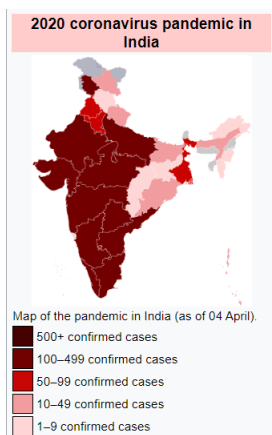 2020 coronavirus pandemic in
India
Map of the pandemic in India (as of 04 April).
500+ confirmed cases
100–499 confirmed cases
50–99 confirmed cases
10–49 confirmed cases
1–9 confirmed cases